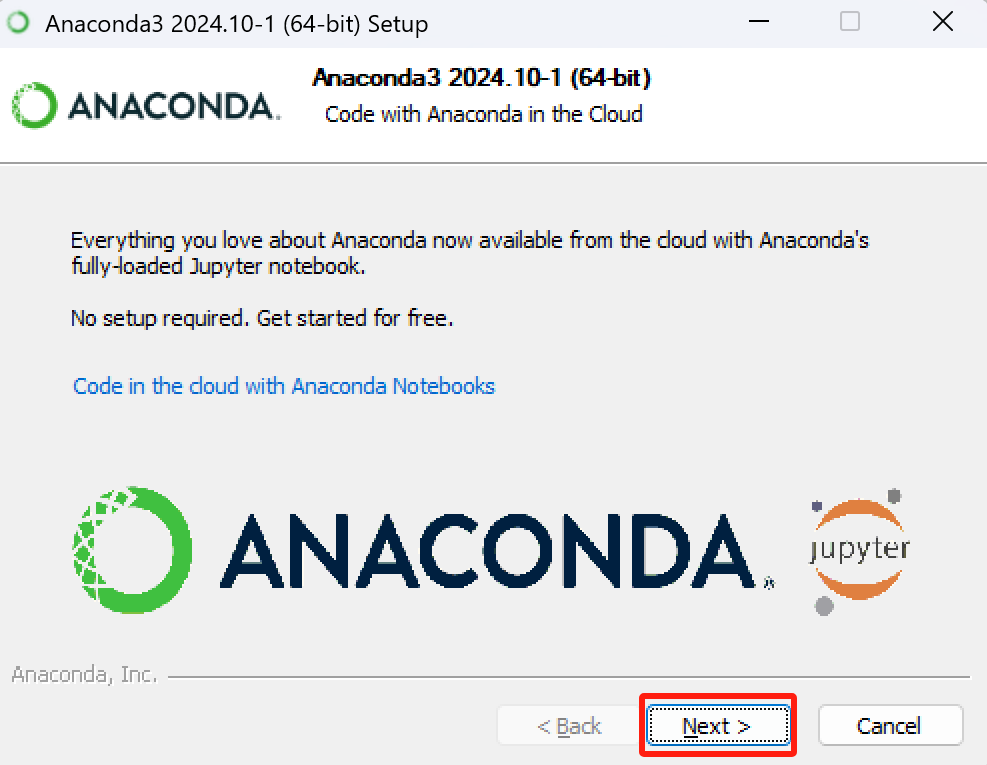 Anaconda3 2024.10-1 (64-bit) Setup
ANACONDA.
Anaconda3 2024.10-1 (64-bit)
Code with Anaconda in the Cloud
Everything you love about Anaconda now available from the cloud with Anaconda's
fully-loaded Jupyter notebook.
No setup required. Get started for free.
Code in the cloud with Anaconda Notebooks
ANACONDA.®
jupyter
Anaconda, Inc.
< Back
Next >
Cancel